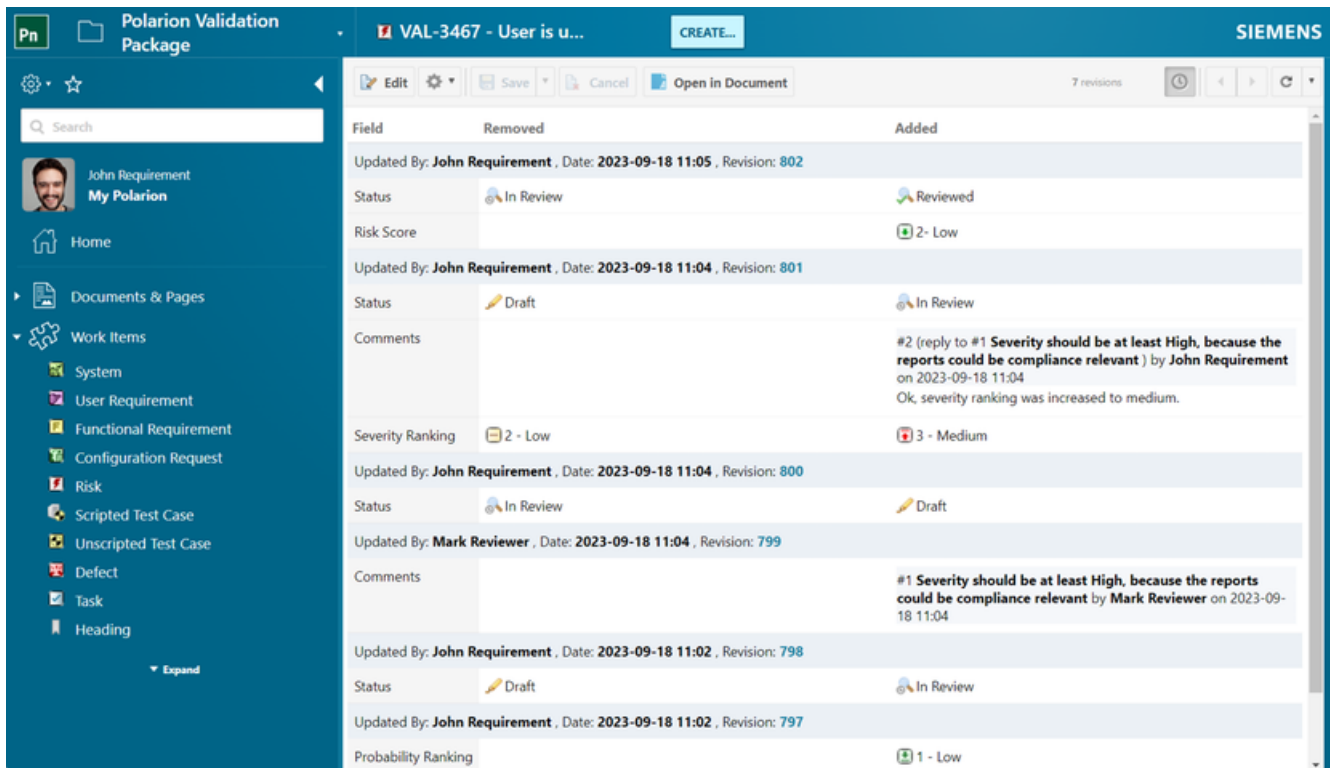 Pn
Polarion Validation
Package
VAL-3467 - User is u...
CREATE...
SIEMENS
Edit
Save
Cancel
Open in Document
7 revisions
Search
John Requirement
My Polarion
Home
Documents & Pages
Work Items
System
User Requirement
Functional Requirement
Configuration Request
Risk
Scripted Test Case
Unscripted Test Case
Defect
Task
Heading
Expand
Field Removed Added
Updated By: John Requirement , Date: 2023-09-18 11:05 , Revision: 802
Status In Review Reviewed
Risk Score 2- Low
Updated By: John Requirement , Date: 2023-09-18 11:04 , Revision: 801
Status Draft In Review
Comments #2 (reply to #1 Severity should be at least High, because the
reports could be compliance relevant ) by John Requirement
on 2023-09-18 11:04
Ok, severity ranking was increased to medium.
Severity Ranking 2 - Low 3 - Medium
Updated By: John Requirement , Date: 2023-09-18 11:04 , Revision: 800
Status In Review Draft
Updated By: Mark Reviewer , Date: 2023-09-18 11:04 , Revision: 799
Comments #1 Severity should be at least High, because the reports
could be compliance relevant by Mark Reviewer on 2023-09-
18 11:04
Updated By: John Requirement , Date: 2023-09-18 11:02 , Revision: 798
Status Draft In Review
Updated By: John Requirement , Date: 2023-09-18 11:02 , Revision: 797
Probability Ranking 1 - Low